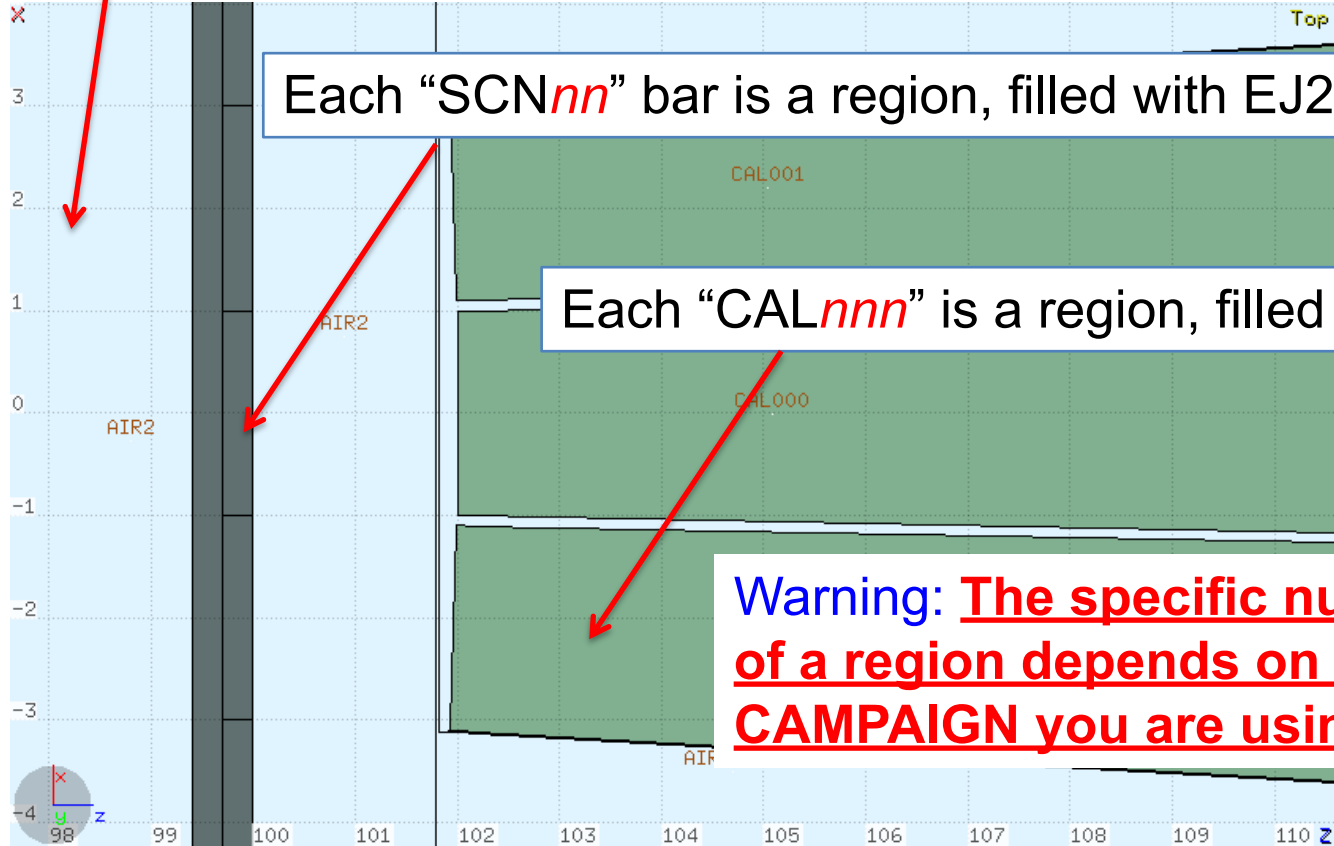 X
Top
3
Each “SCNnn” bar is a region, filled with EJ2
CAL001
2
1
Each “CALnnn” is a region, filled
AIR2
CAL000
0
AIR2
-1
Warning: The specific nu
-2
of a region depends on
-3
CAMPAIGN you are usin
AIR
x
-4
y z
98 99 100 101 102 103 104 105 106 107 108 109 110 Z